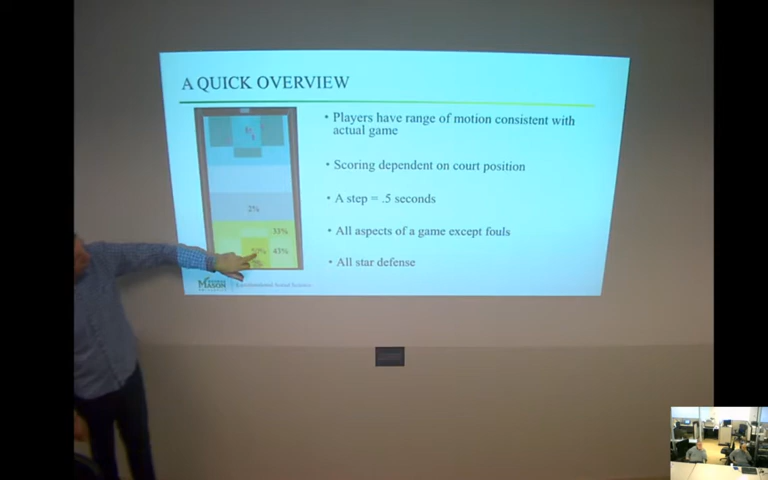 A QUICK OVERVIEW
• Players have range of motion consistent with
actual game
• Scoring dependent on court position
• A step = .5 seconds
• All aspects of a game except fouls
• All star defense
2%
33%
43%
MASON